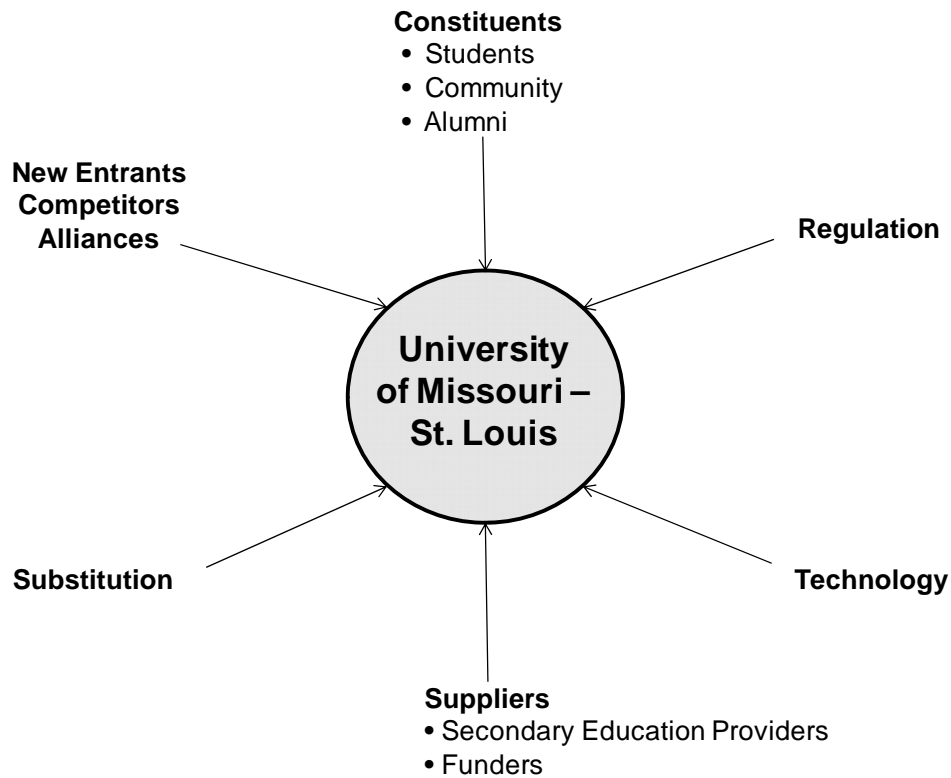 Constituents
• Students
• Community
• Alumni
New Entrants
Competitors
Alliances
Regulation
University
of Missouri –
St. Louis
Substitution
Technology
Suppliers
• Secondary Education Providers
• Funders